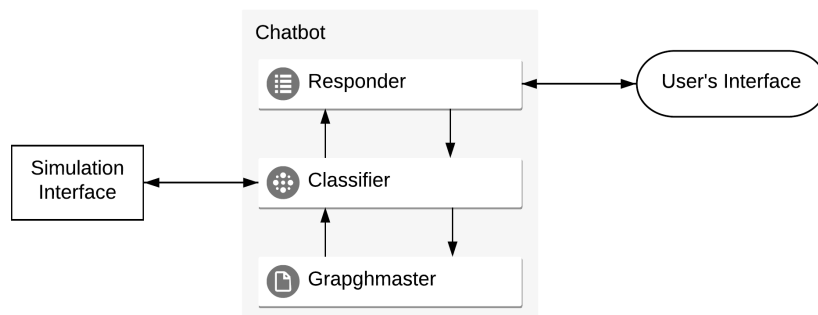 Chatbot
Responder
User's Interface
Simulation
Interface
Classifier
Grapghmaster